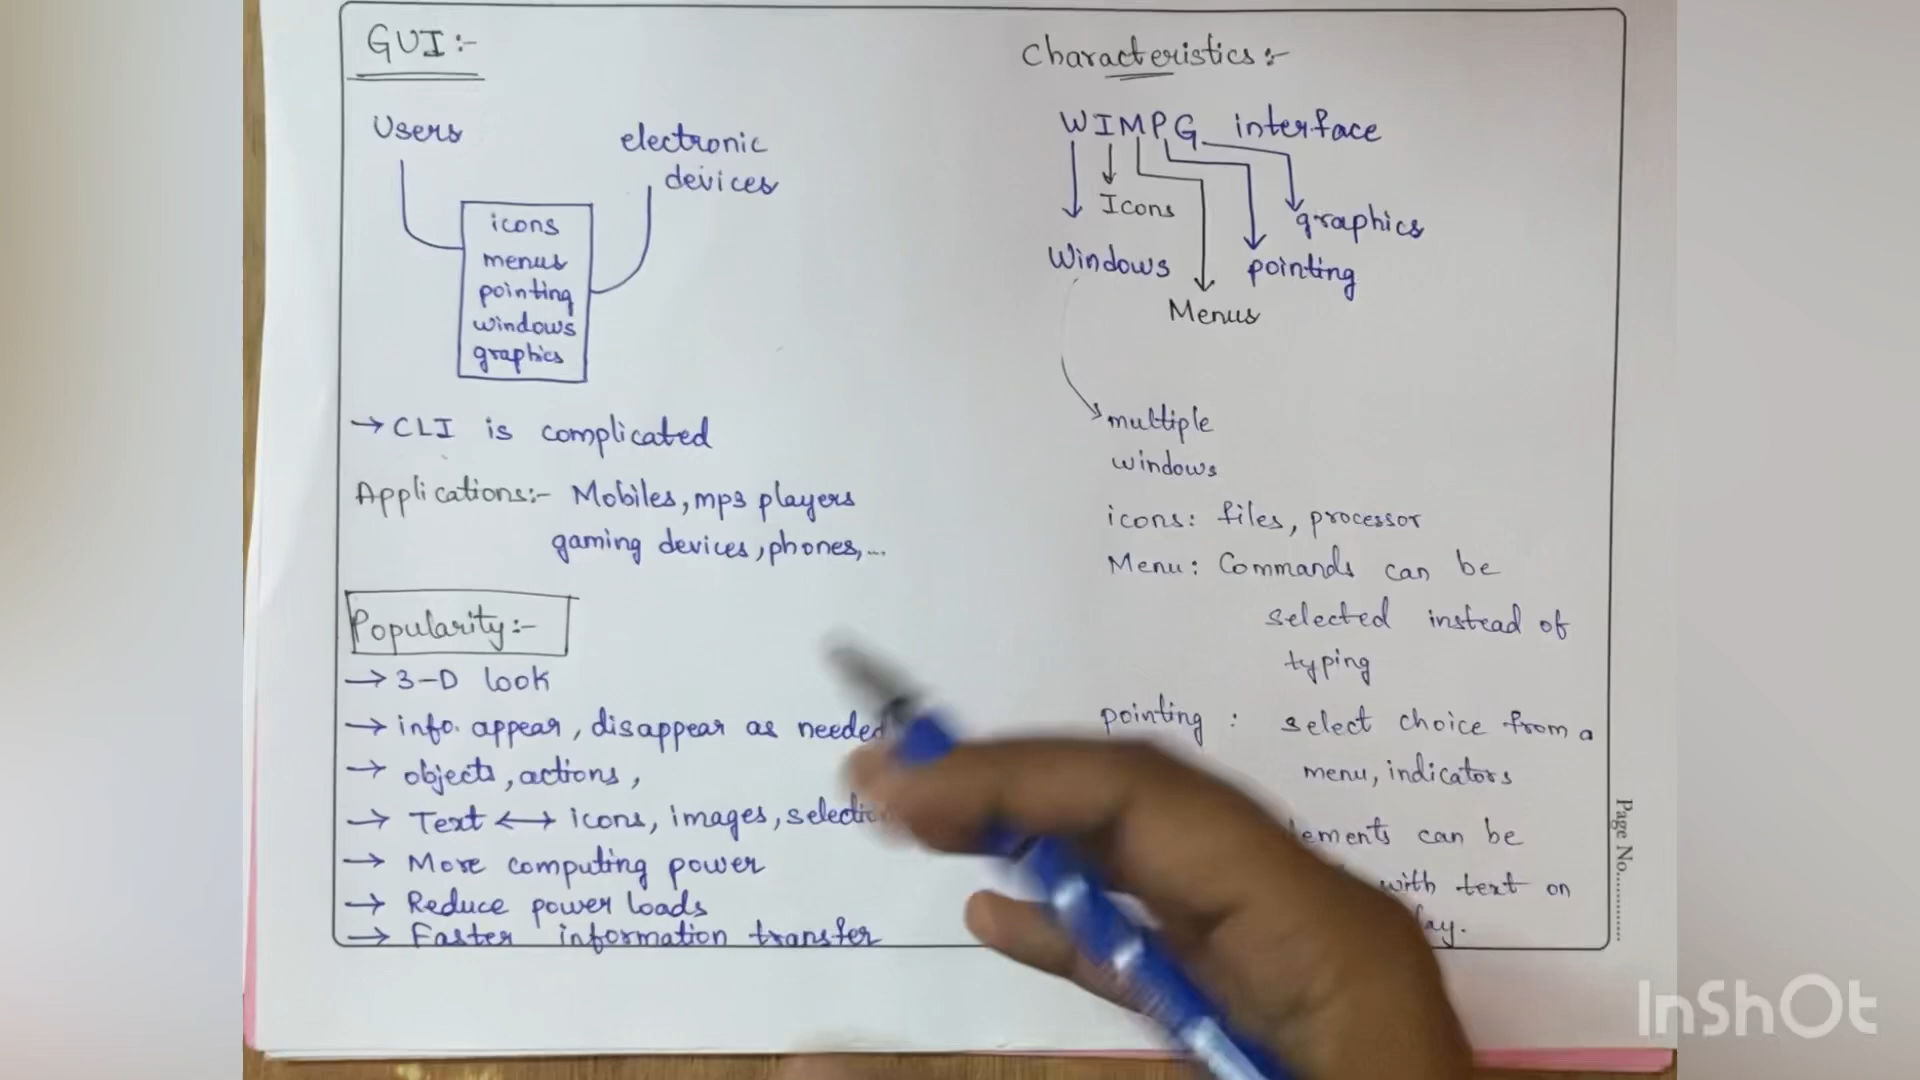 GUI:-
Users
electronic
devices
icons
menus
pointing
windows
graphics
→ CLI is complicated
Applications:- Mobiles, mp3 players
gaming devices, phones, ...
Popularity:-
→ 3-D look
→ info. appear, disappear as needed
→ objects, actions,
→ Text ↔ icons, images,
→ More computing power
→ Reduce power loads
→ Faster information transfer
Characteristics:-
WIMPG interface
Icons
graphics
Windows
pointing
Menus
multiple
windows
icons: files, processor
Menu: Commands can be
selected instead of
typing
pointing : select choice from a
menu, indicators
can be
with text on
Page No.............
InShOt